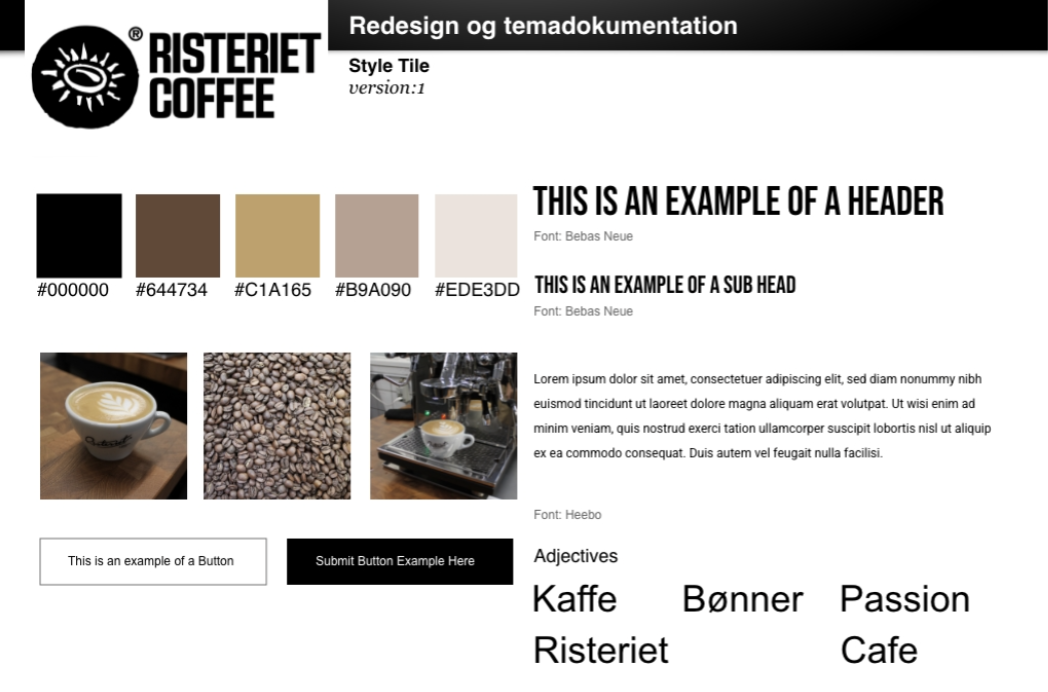 Redesign og temadokumentation
® RISTERIET
COFFEE
Style Tile
version:1
#000000 #644734 #C1A165 #B9A090 #EDE3DD
THIS IS AN EXAMPLE OF A HEADER
Font: Bebas Neue
THIS IS AN EXAMPLE OF A SUB HEAD
Font: Bebas Neue
Lorem ipsum dolor sit amet, consectetuer adipiscing elit, sed diam nonummy nibh
euismod tincidunt ut laoreet dolore magna aliquam erat volutpat. Ut wisi enim ad
minim veniam, quis nostrud exerci tation ullamcorper suscipit lobortis nisl ut aliquip
ex ea commodo consequat. Duis autem vel feugait nulla facilisi.
Font: Heebo
This is an example of a Button
Submit Button Example Here
Adjectives
Kaffe Bønner Passion
Risteriet Cafe